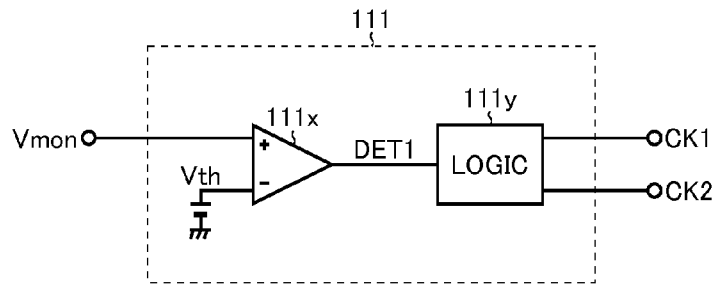 111
111x
111y
Vmon
+
DET1
LOGIC
CK1
Vth
−
CK2